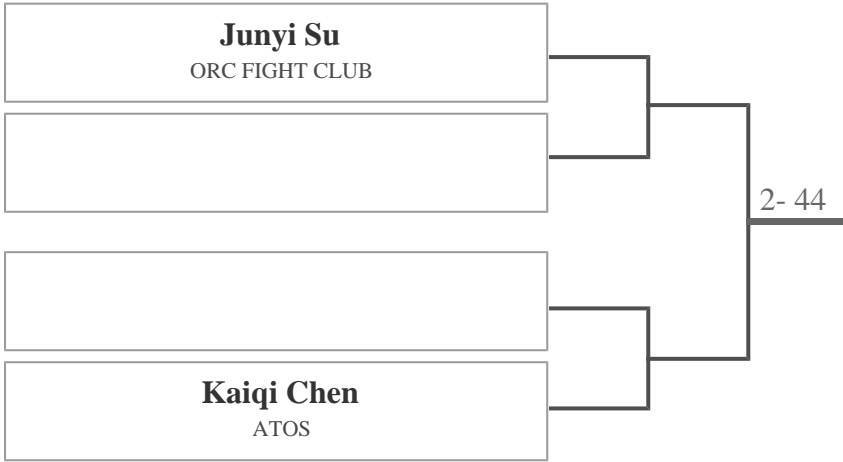 Junyi Su
ORC FIGHT CLUB
2- 44
Kaiqi Chen
ATOS